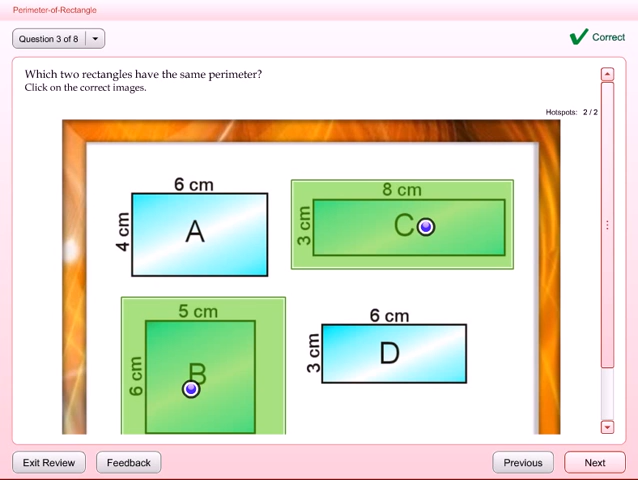 Perimeter-of-Rectangle
Question 3 of 8
Correct
Which two rectangles have the same perimeter?
Click on the correct images.
Hotspots: 2 / 2
6 cm
4 cm
A
8 cm
3 cm
C
5 cm
6 cm
B
6 cm
3 cm
D
Exit Review
Feedback
Previous
Next